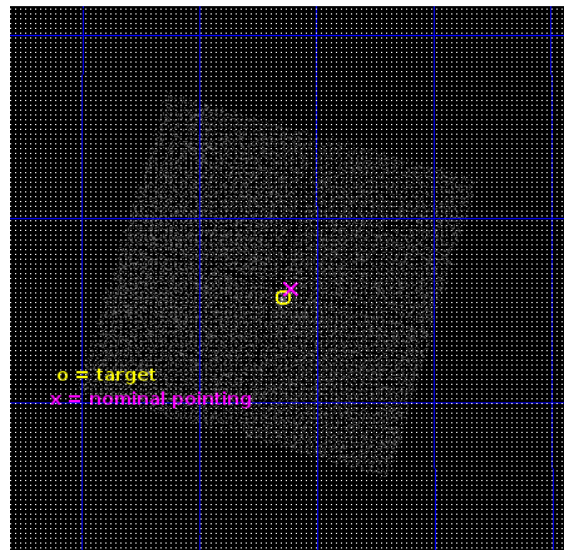 o = target
x = nominal pointing